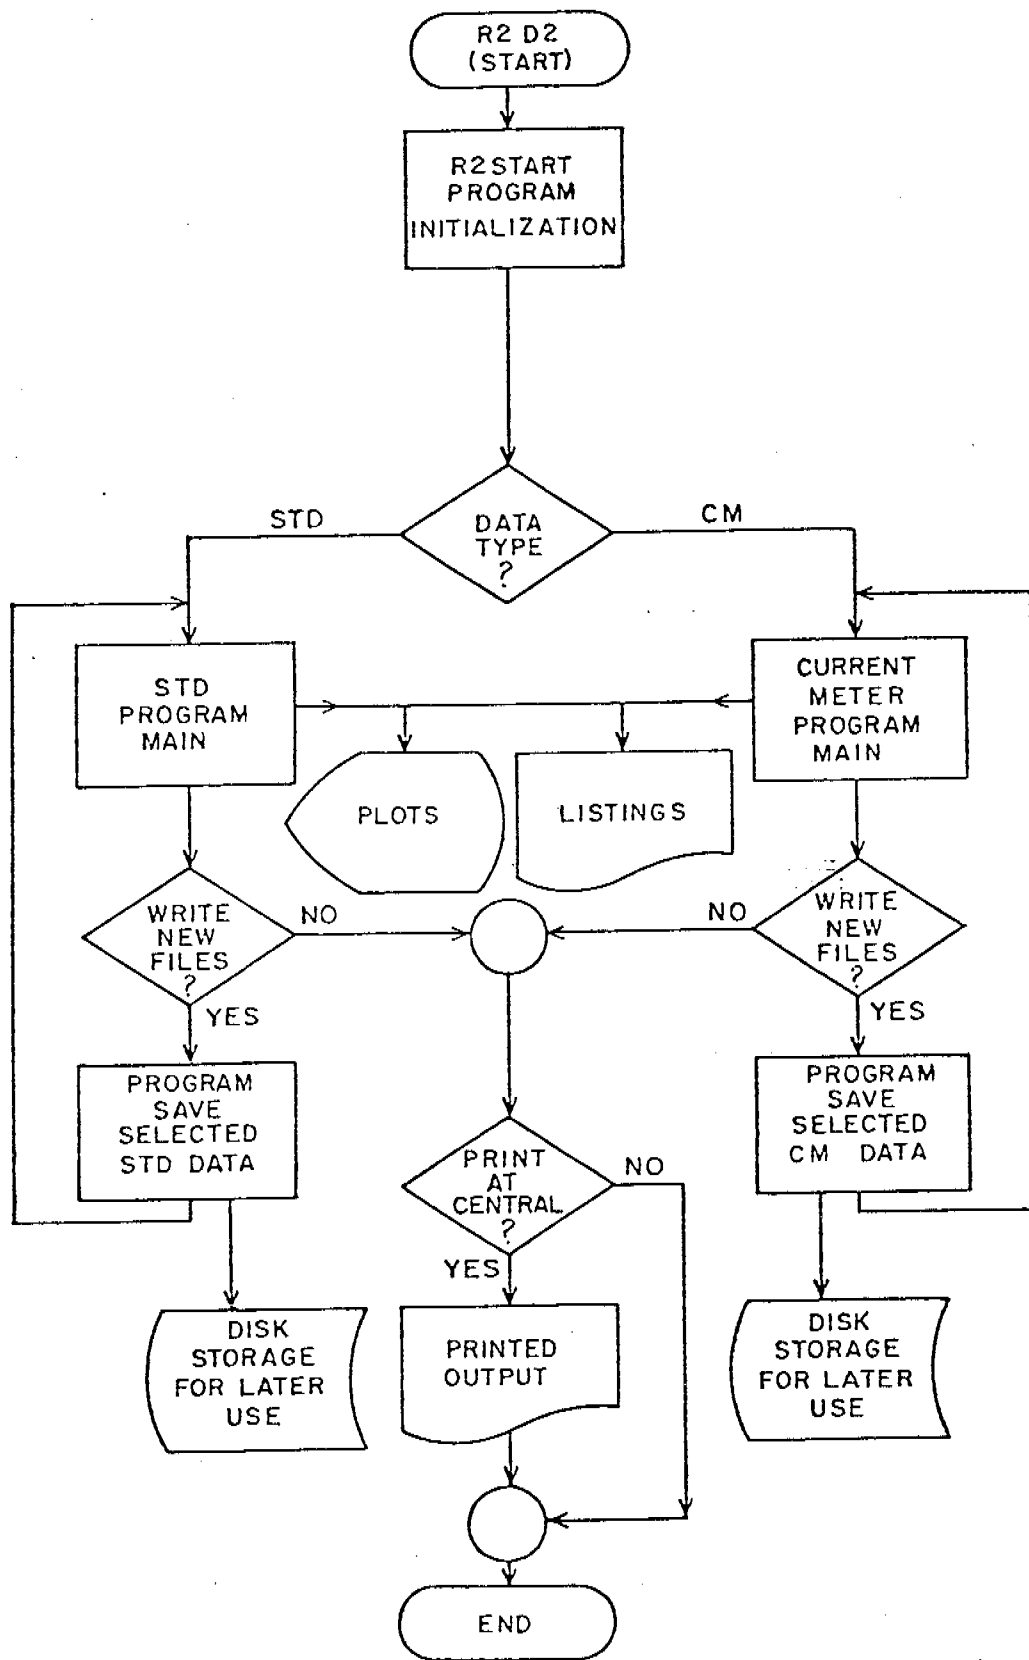 R2 D2
(START)
R2START
PROGRAM
INITIALIZATION
STD
DATA
TYPE
?
CM
STD
PROGRAM
MAIN
CURRENT
METER
PROGRAM
MAIN
PLOTS
LISTINGS
WRITE
NEW
FILES
?
NO
YES
NO
WRITE
NEW
FILES
?
YES
PROGRAM
SAVE
SELECTED
STD DATA
PRINT
AT
CENTRAL
?
NO
YES
PROGRAM
SAVE
SELECTED
CM DATA
DISK
STORAGE
FOR LATER
USE
PRINTED
OUTPUT
DISK
STORAGE
FOR LATER
USE
END